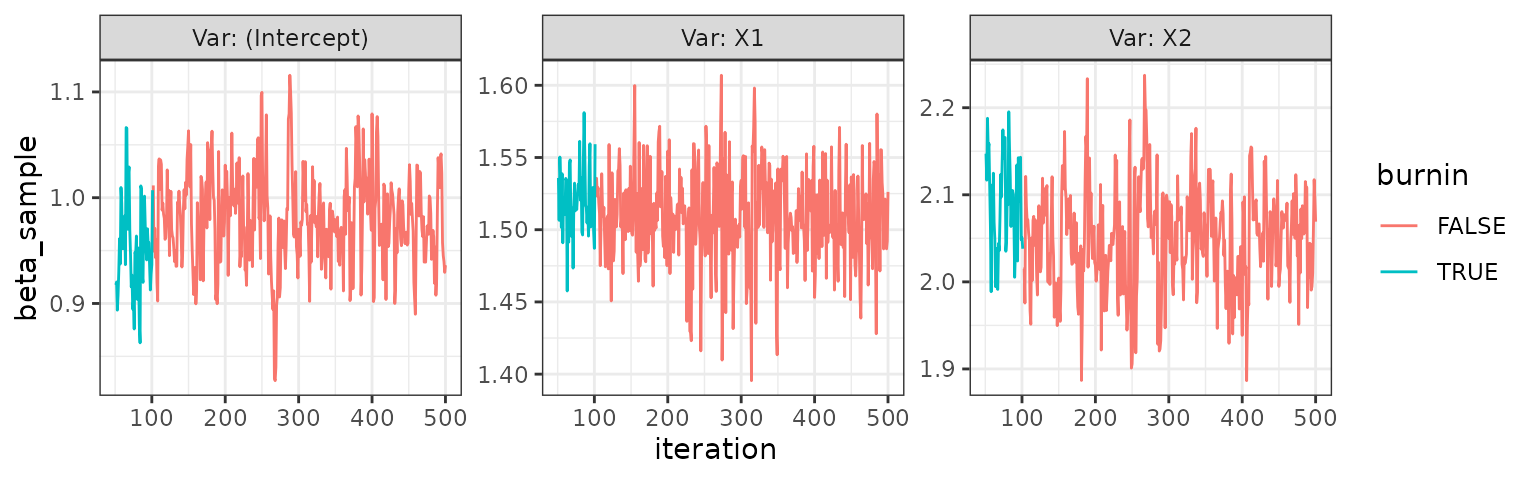 Var: (Intercept)
Var: X1
Var: X2
beta_sample
1.1
1.0
0.9
1.60
1.55
1.50
1.45
1.40
2.2
2.1
2.0
1.9
100 200 300 400 500
100 200 300 400 500
100 200 300 400 500
iteration
burnin
FALSE
TRUE